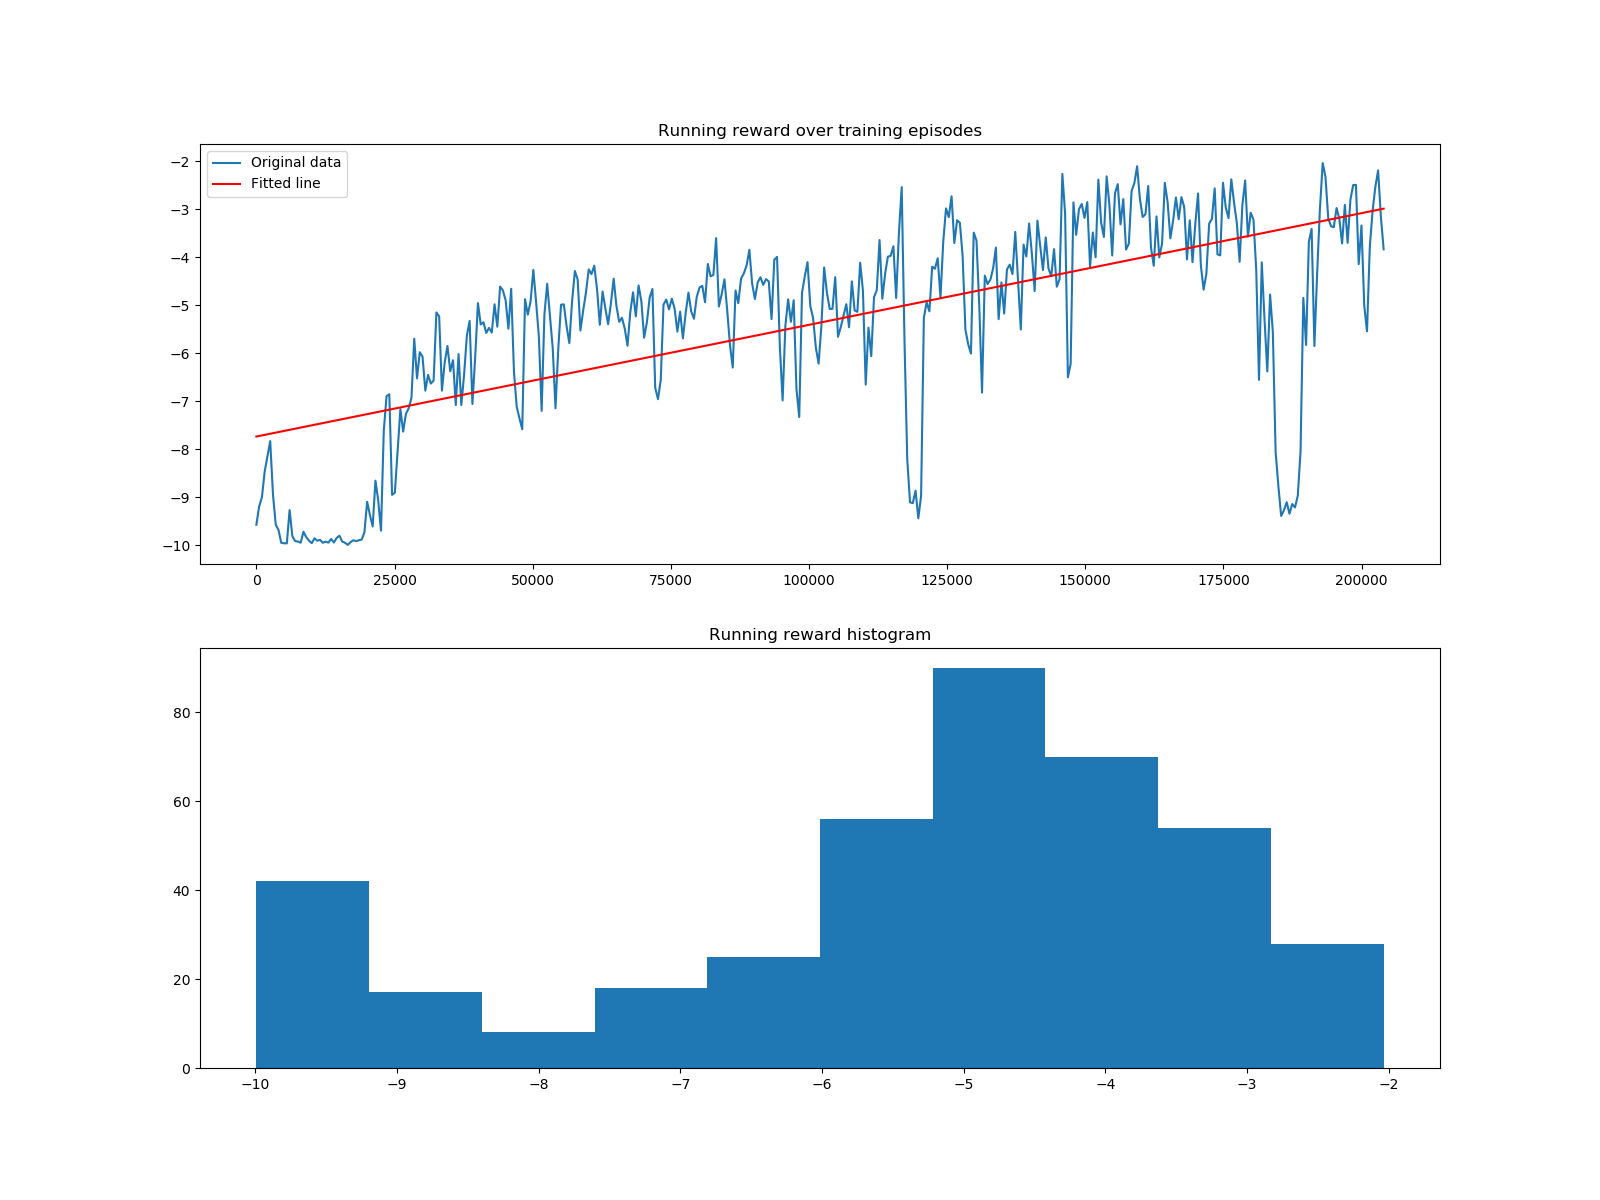 Running reward over training episodes
Original data
Fitted line
−2
−3
−4
−5
−6
−7
−8
−9
−10
0 25000 50000 75000 100000 125000 150000 175000 200000
Running reward histogram
80
60
40
20
0
−10 −9 −8 −7 −6 −5 −4 −3 −2